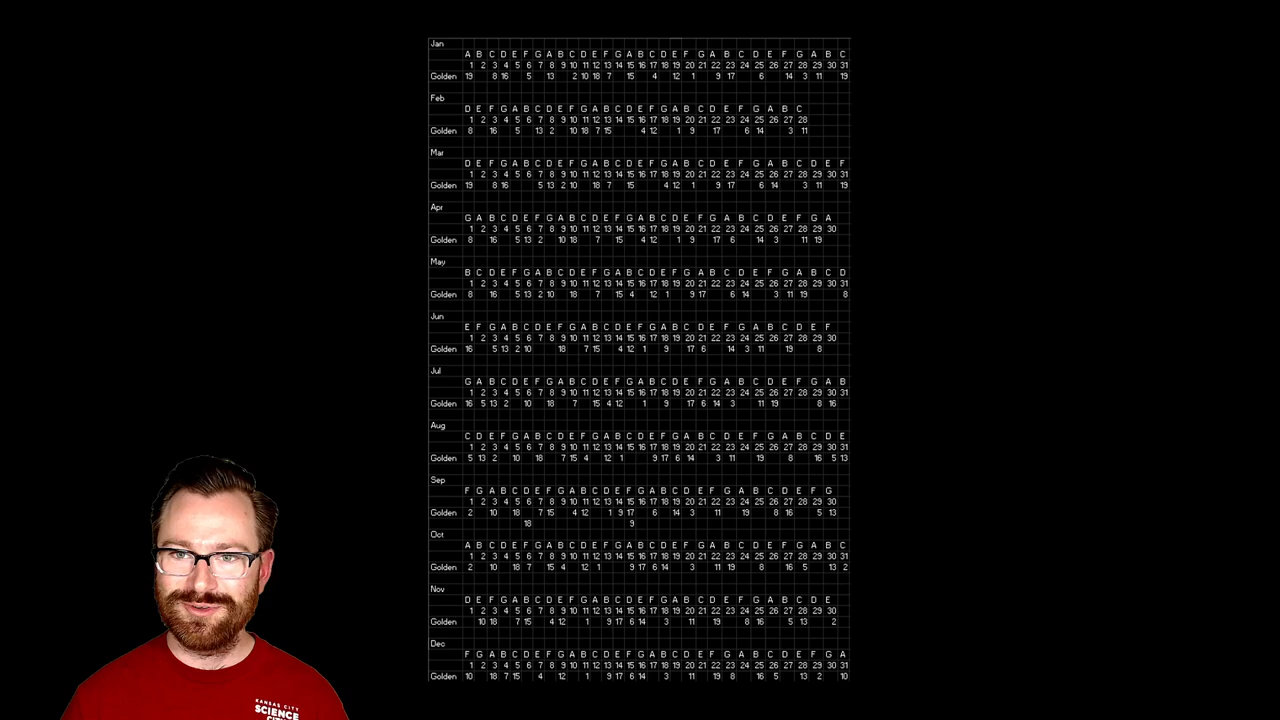 Jan
A B C D E F G A B C D E F G A B C D E F G A B C D E F G A B C
1 2 3 4 5 6 7 8 9 10 11 12 13 14 15 16 17 18 19 20 21 22 23 24 25 26 27 28 29 30 31
Golden 19 8 16 5 13 2 10 18 7 15 4 12 1 9 17 6 14 3 11 19
Feb
D E F G A B C D E F G A B C D E F G A B C D E F G A B C
1 2 3 4 5 6 7 8 9 10 11 12 13 14 15 16 17 18 19 20 21 22 23 24 25 26 27 28
Golden 8 16 5 13 2 10 18 7 15 4 12 1 9 17 6 14 3 11
Mar
D E F G A B C D E F G A B C D E F G A B C D E F G A B C D E F
1 2 3 4 5 6 7 8 9 10 11 12 13 14 15 16 17 18 19 20 21 22 23 24 25 26 27 28 29 30 31
Golden 19 8 16 5 13 2 10 18 7 15 4 12 1 9 17 6 14 3 11 19
Apr
G A B C D E F G A B C D E F G A B C D E F G A B C D E F G A
1 2 3 4 5 6 7 8 9 10 11 12 13 14 15 16 17 18 19 20 21 22 23 24 25 26 27 28 29 30
Golden 8 16 5 13 2 10 18 7 15 4 12 1 9 17 6 14 3 11 19
May
B C D E F G A B C D E F G A B C D E F G A B C D E F G A B C D
1 2 3 4 5 6 7 8 9 10 11 12 13 14 15 16 17 18 19 20 21 22 23 24 25 26 27 28 29 30 31
Golden 8 16 5 13 2 10 18 7 15 4 12 1 9 17 6 14 3 11 19 8
Jun
E F G A B C D E F G A B C D E F G A B C D E F G A B C D E F
1 2 3 4 5 6 7 8 9 10 11 12 13 14 15 16 17 18 19 20 21 22 23 24 25 26 27 28 29 30
Golden 16 5 13 2 10 18 7 15 4 12 1 9 17 6 14 3 11 19 8
Jul
G A B C D E F G A B C D E F G A B C D E F G A B C D E F G A B
1 2 3 4 5 6 7 8 9 10 11 12 13 14 15 16 17 18 19 20 21 22 23 24 25 26 27 28 29 30 31
Golden 16 5 13 2 10 18 7 15 4 12 1 9 17 6 14 3 11 19 8 16
Aug
C D E F G A B C D E F G A B C D E F G A B C D E F G A B C D E
1 2 3 4 5 6 7 8 9 10 11 12 13 14 15 16 17 18 19 20 21 22 23 24 25 26 27 28 29 30 31
Golden 5 13 2 10 18 7 15 4 12 1 9 17 6 14 3 11 19 8 16 5 13
Sep
F G A B C D E F G A B C D E F G A B C D E F G A B C D E F G
1 2 3 4 5 6 7 8 9 10 11 12 13 14 15 16 17 18 19 20 21 22 23 24 25 26 27 28 29 30
Golden 2 10 18 7 15 4 12 1 9 17 6 14 3 11 19 8 16 5 13
18 9
Oct
A B C D E F G A B C D E F G A B C D E F G A B C D E F G A B C
1 2 3 4 5 6 7 8 9 10 11 12 13 14 15 16 17 18 19 20 21 22 23 24 25 26 27 28 29 30 31
Golden 2 10 18 7 15 4 12 1 9 17 6 14 3 11 19 8 16 5 13 2
Nov
D E F G A B C D E F G A B C D E F G A B C D E F G A B C D E
1 2 3 4 5 6 7 8 9 10 11 12 13 14 15 16 17 18 19 20 21 22 23 24 25 26 27 28 29 30
Golden 10 18 7 15 4 12 1 9 17 6 14 3 11 19 8 16 5 13 2
Dec
F G A B C D E F G A B C D E F G A B C D E F G A B C D E F G A
1 2 3 4 5 6 7 8 9 10 11 12 13 14 15 16 17 18 19 20 21 22 23 24 25 26 27 28 29 30 31
Golden 10 18 7 15 4 12 1 9 17 6 14 3 11 19 8 16 5 13 2 10
KANSAS CITY
SCIENCE